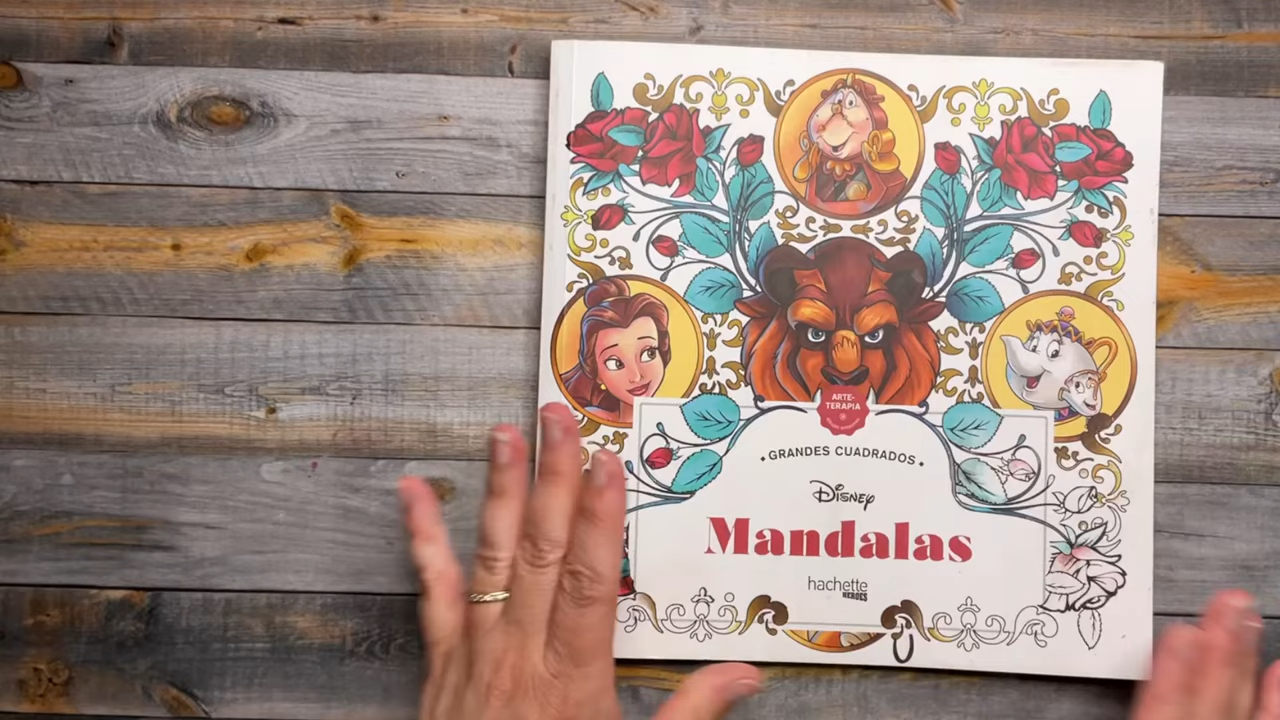 ARTE-
TERAPIA
• GRANDES CUADRADOS •
Disney
Mandalas
hachette
HEROES